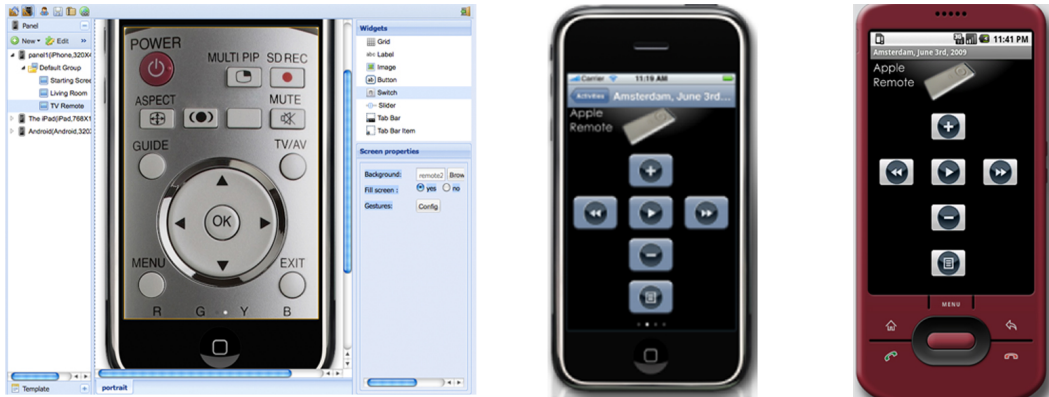 Panel
New
Edit
»
panel1(iPhone,320X4
Default Group
Starting Scree
Living Room
TV Remote
The iPad(iPad,768X1
Android(Android,320
Template
POWER
MULTI PIP
SD REC
ASPECT
MUTE
GUIDE
TV/AV
OK
MENU
EXIT
R
G
Y
B
portrait
Widgets
Grid
abc Label
Image
ab Button
Switch
Slider
Tab Bar
Tab Bar Item
Screen properties
Background:
remote2
Brow
Fill screen :
yes
no
Gestures:
Config
Carrier
11:19 AM
Activities
Amsterdam, June 3rd...
Apple
Remote
11:41 PM
Amsterdam, June 3rd, 2009
Apple
Remote
MENU